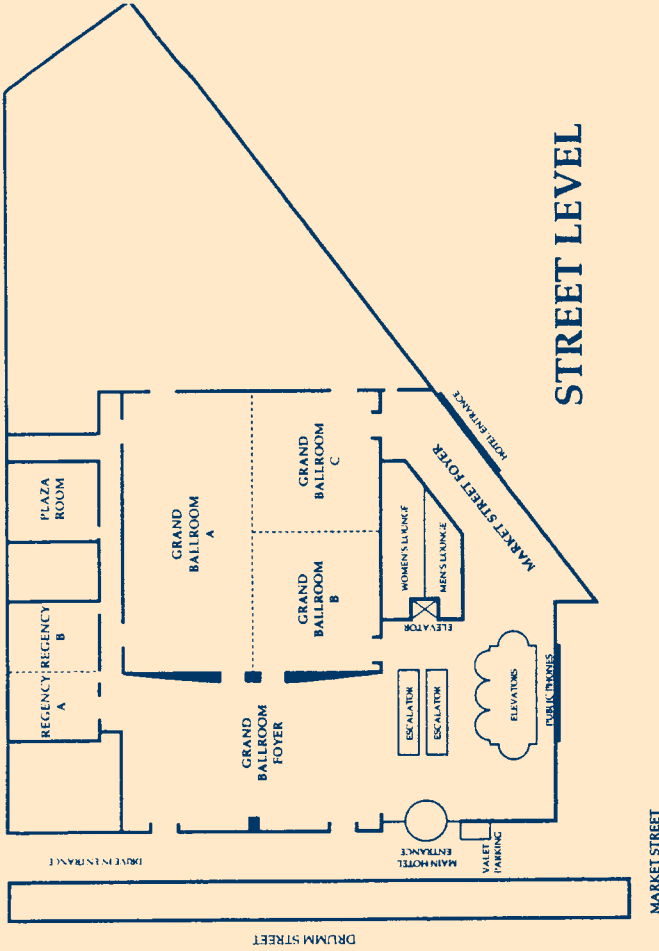 PLAZA
ROOM
REGENCY
B
REGENCY
A
GRAND
BALLROOM
A
GRAND
BALLROOM
C
GRAND
BALLROOM
B
GRAND
BALLROOM
FOYER
WOMEN'S LOUNGE
MEN'S LOUNGE
ELEVATOR
MARKET STREET FOYER
HOTEL ENTRANCE
ESCALATOR
ESCALATOR
ELEVATORS
PUBLIC PHONES
MAIN HOTEL
ENTRANCE
VALET
PARKING
DRIVE IN ENTRANCE
DRUMM STREET
MARKET STREET
STREET LEVEL